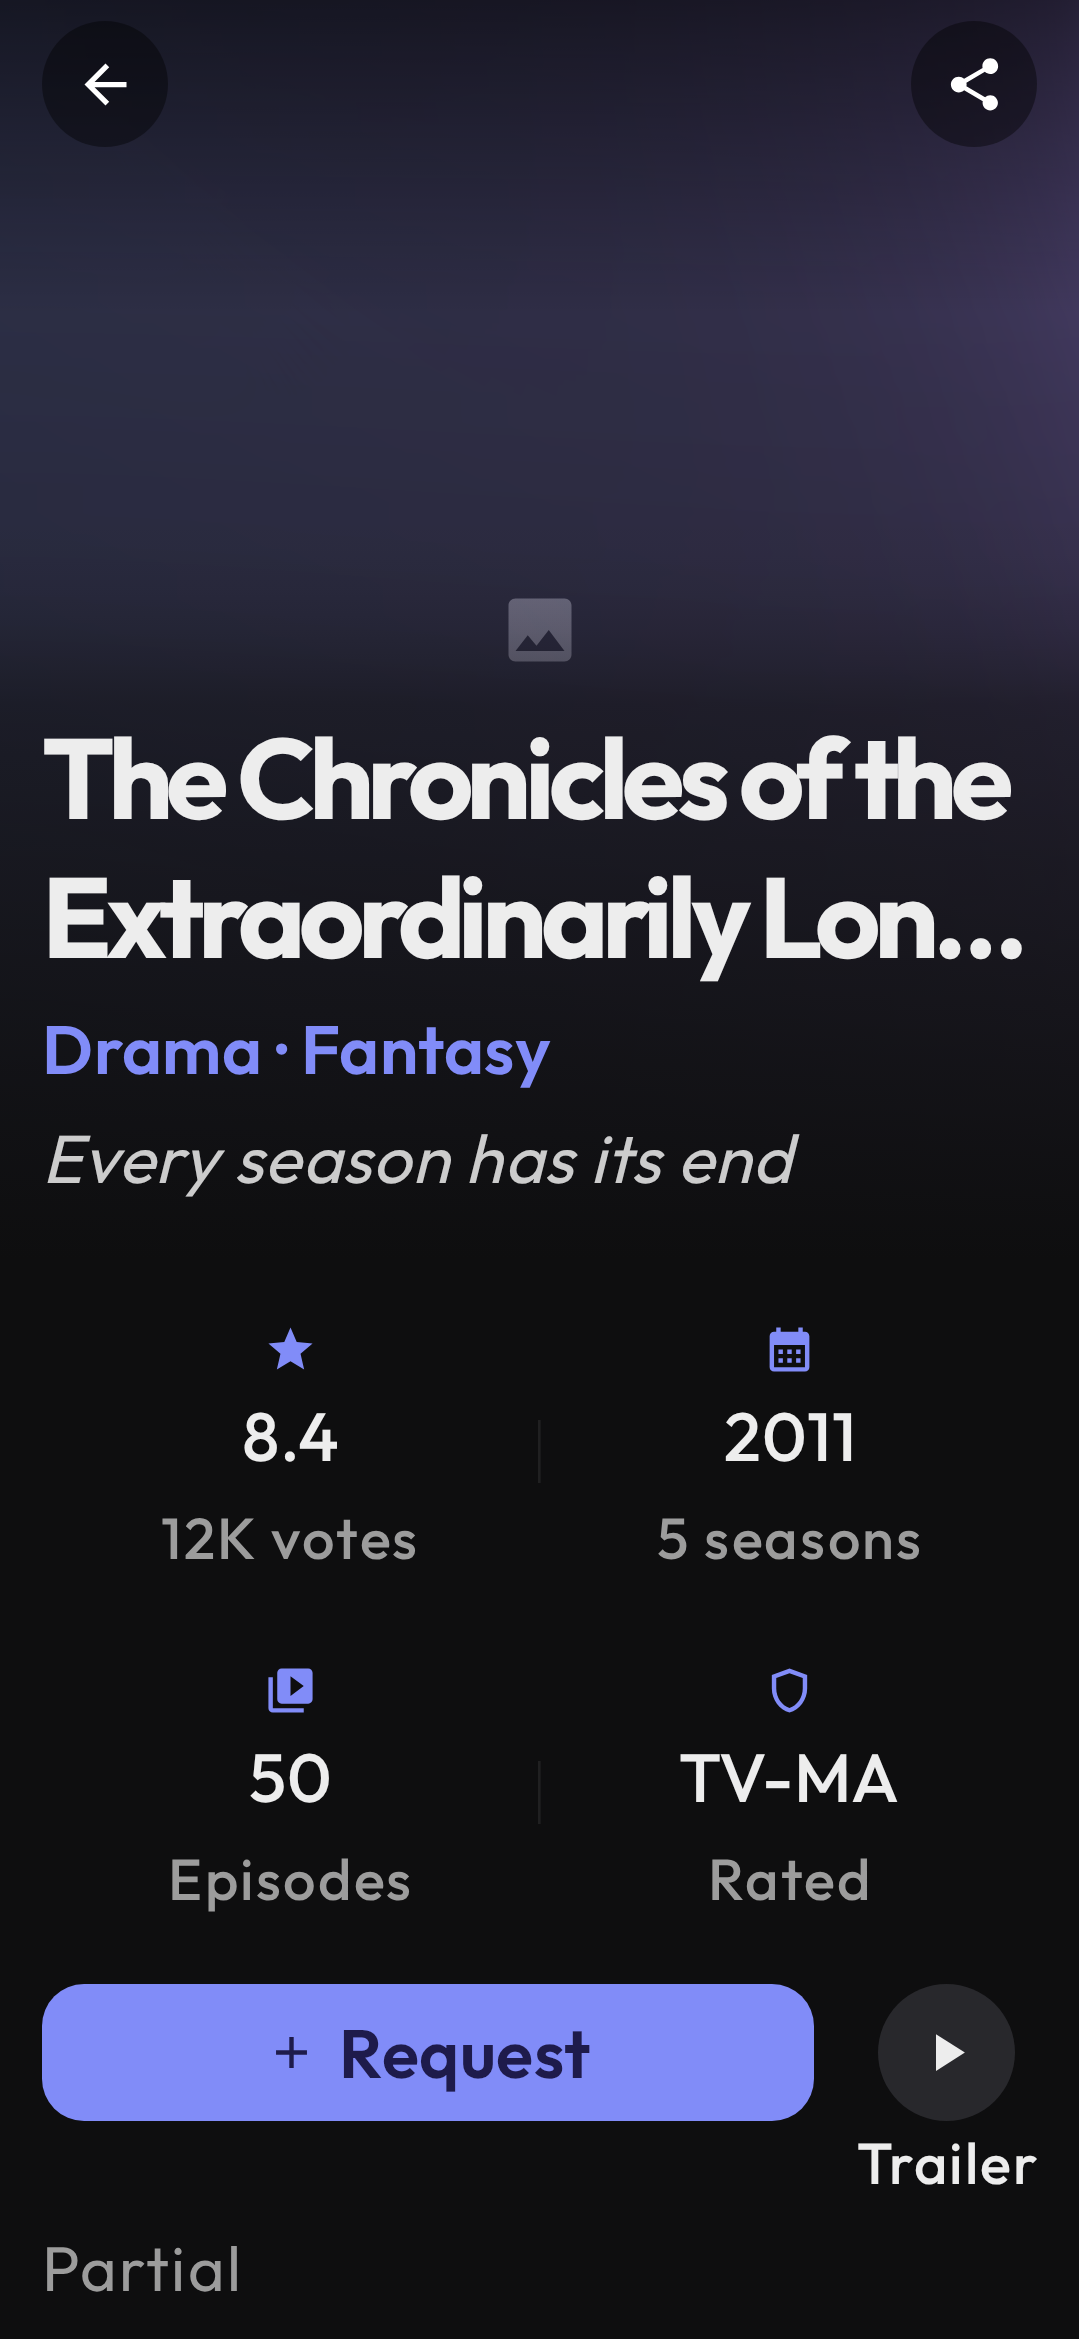 The Chronicles of the
Extraordinarily Lon...
Drama · Fantasy
Every season has its end
8.4
2011
12K votes
5 seasons
50
TV-MA
Episodes
Rated
+ Request
Trailer
Partial